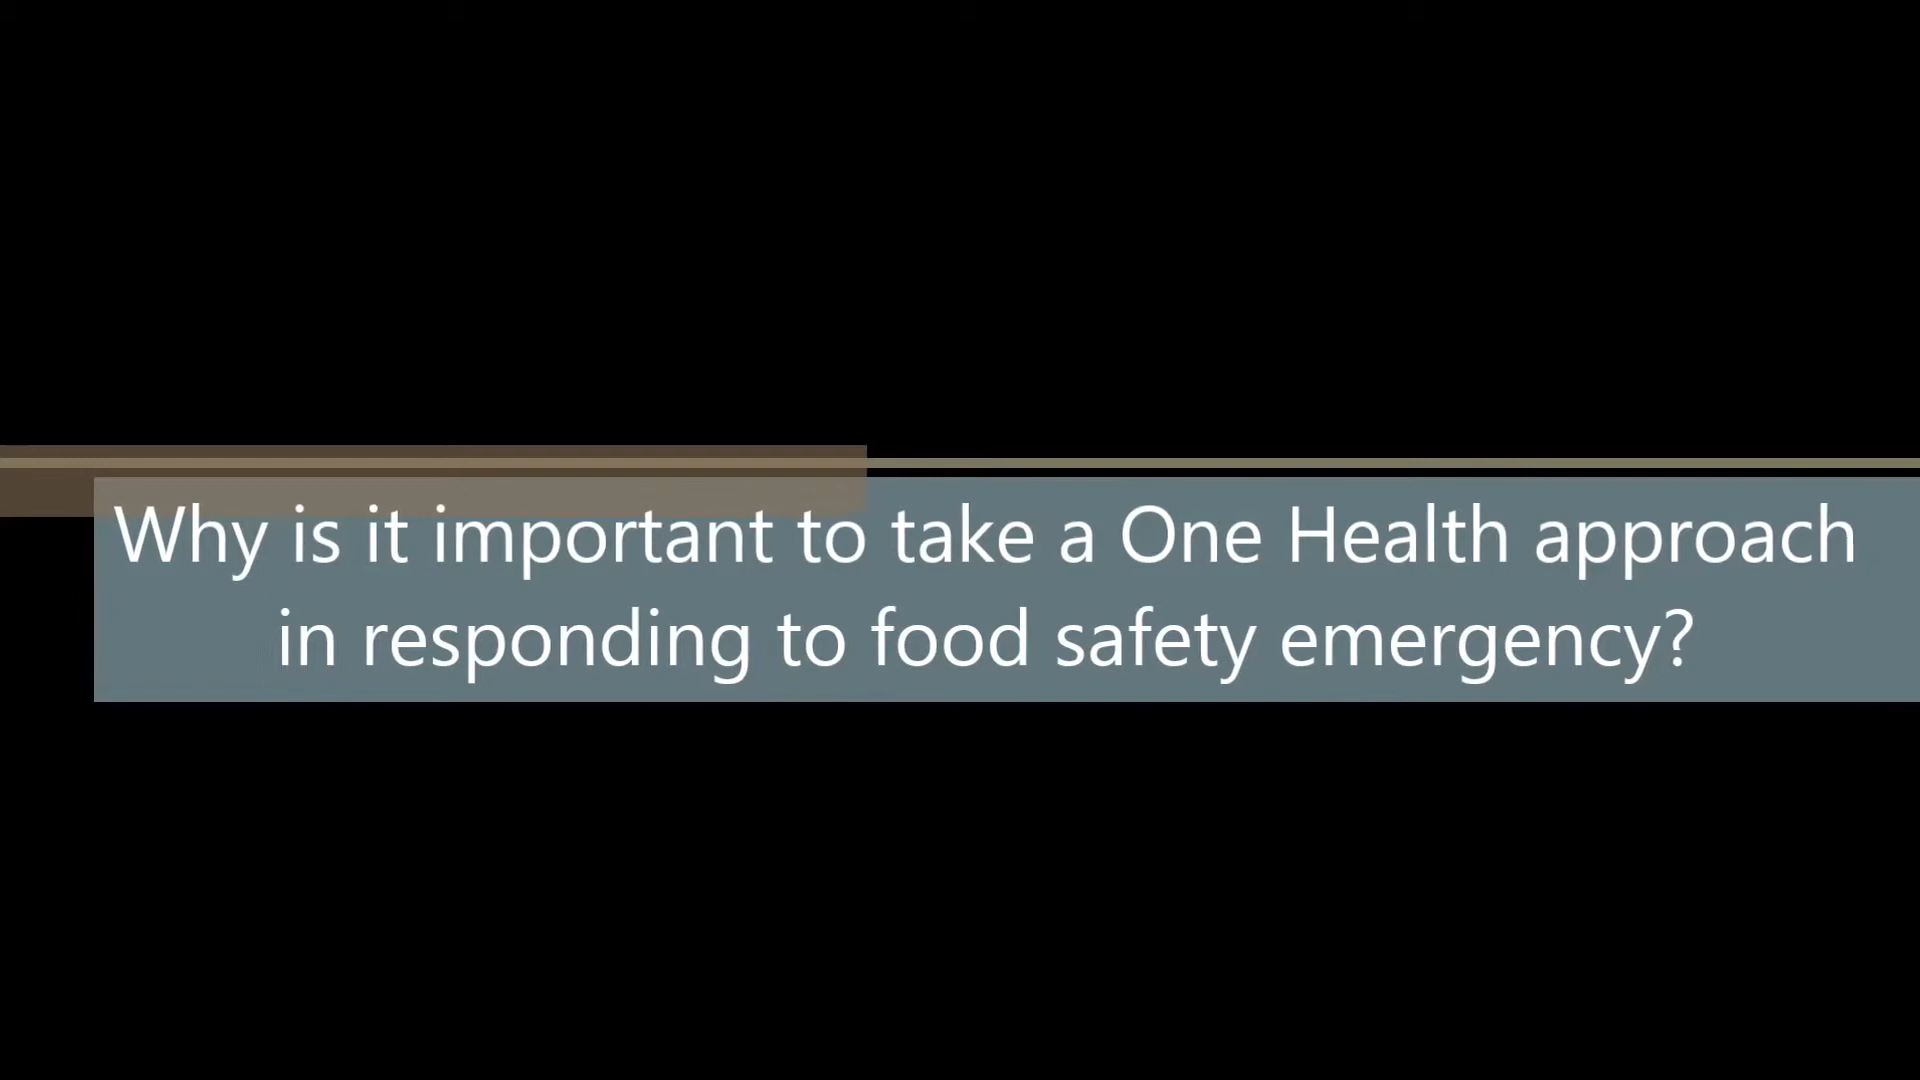 Why is it important to take a One Health approach
in responding to food safety emergency?